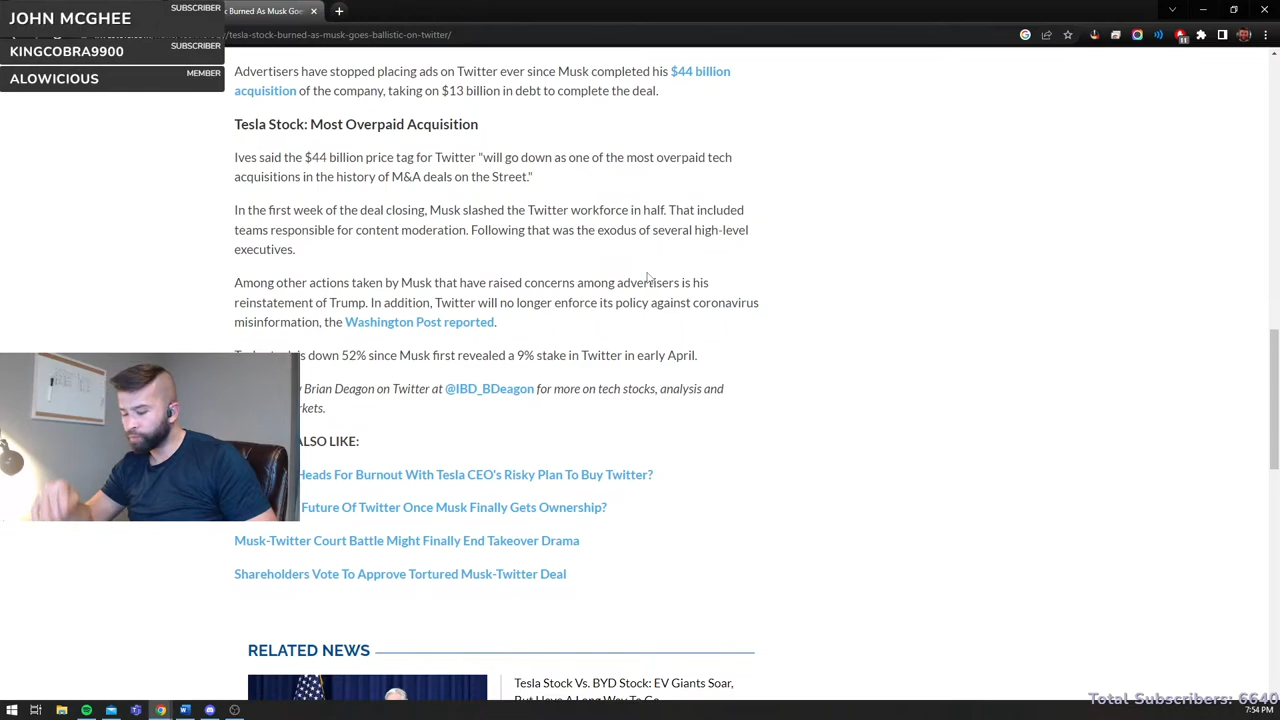 JOHN MCGHEE
SUBSCRIBER
KINGCOBRA9900
SUBSCRIBER
ALOWICIOUS
MEMBER
Burned As Musk Goe
/tesla-stock-burned-as-musk-goes-ballistic-on-twitter/
Advertisers have stopped placing ads on Twitter ever since Musk completed his $44 billion
acquisition of the company, taking on $13 billion in debt to complete the deal.
Tesla Stock: Most Overpaid Acquisition
Ives said the $44 billion price tag for Twitter "will go down as one of the most overpaid tech
acquisitions in the history of M&A deals on the Street."
In the first week of the deal closing, Musk slashed the Twitter workforce in half. That included
teams responsible for content moderation. Following that was the exodus of several high-level
executives.
Among other actions taken by Musk that have raised concerns among advertisers is his
reinstatement of Trump. In addition, Twitter will no longer enforce its policy against coronavirus
misinformation, the Washington Post reported.
is down 52% since Musk first revealed a 9% stake in Twitter in early April.
Brian Deagon on Twitter at @IBD_BDeagon for more on tech stocks, analysis and
ALSO LIKE:
Heads For Burnout With Tesla CEO's Risky Plan To Buy Twitter?
Future Of Twitter Once Musk Finally Gets Ownership?
Musk-Twitter Court Battle Might Finally End Takeover Drama
Shareholders Vote To Approve Tortured Musk-Twitter Deal
RELATED NEWS
Tesla Stock Vs. BYD Stock: EV Giants Soar,
But Have A Long Way To Go
Total Subscribers: 6640
7:54 PM